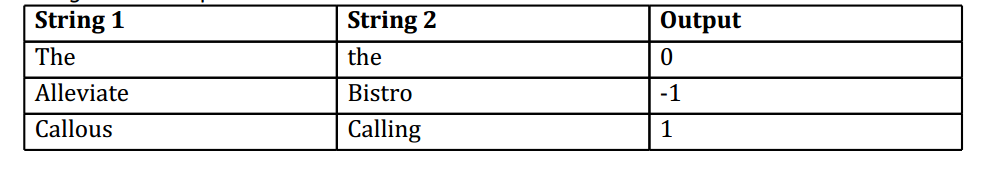 String 1 String 2 Output
The the 0
Alleviate Bistro -1
Callous Calling 1